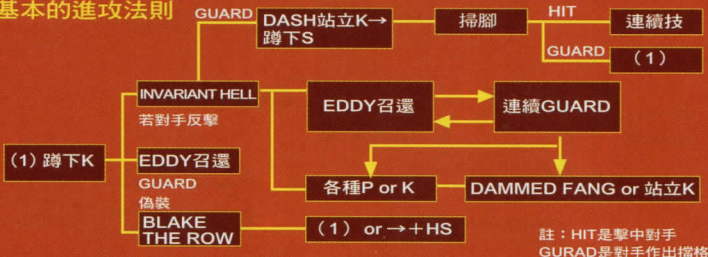 基本的進攻法則
GUARD
DASH站立K→
蹲下S
掃腳
HIT
連續技
GUARD
(1)
INVARIANT HELL
若對手反擊
EDDY召還
連續GUARD
(1) 蹲下K
EDDY召還
GUARD
偽裝
各種P or K
DAMMED FANG or 站立K
BLAKE
THE ROW
(1) or→+HS
註：HIT是擊中對手
GURAD是對手作出擋格